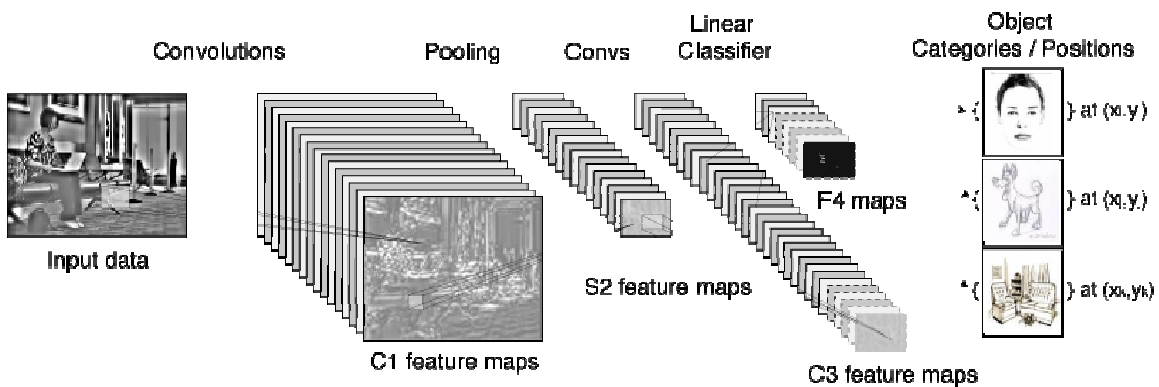 Convolutions
Pooling
Convs
Linear
Classifier
Object
Categories / Positions
} at (xi,yi)
} at (xj,yj)
} at (xk,yk)
Input data
C1 feature maps
S2 feature maps
C3 feature maps
F4 maps